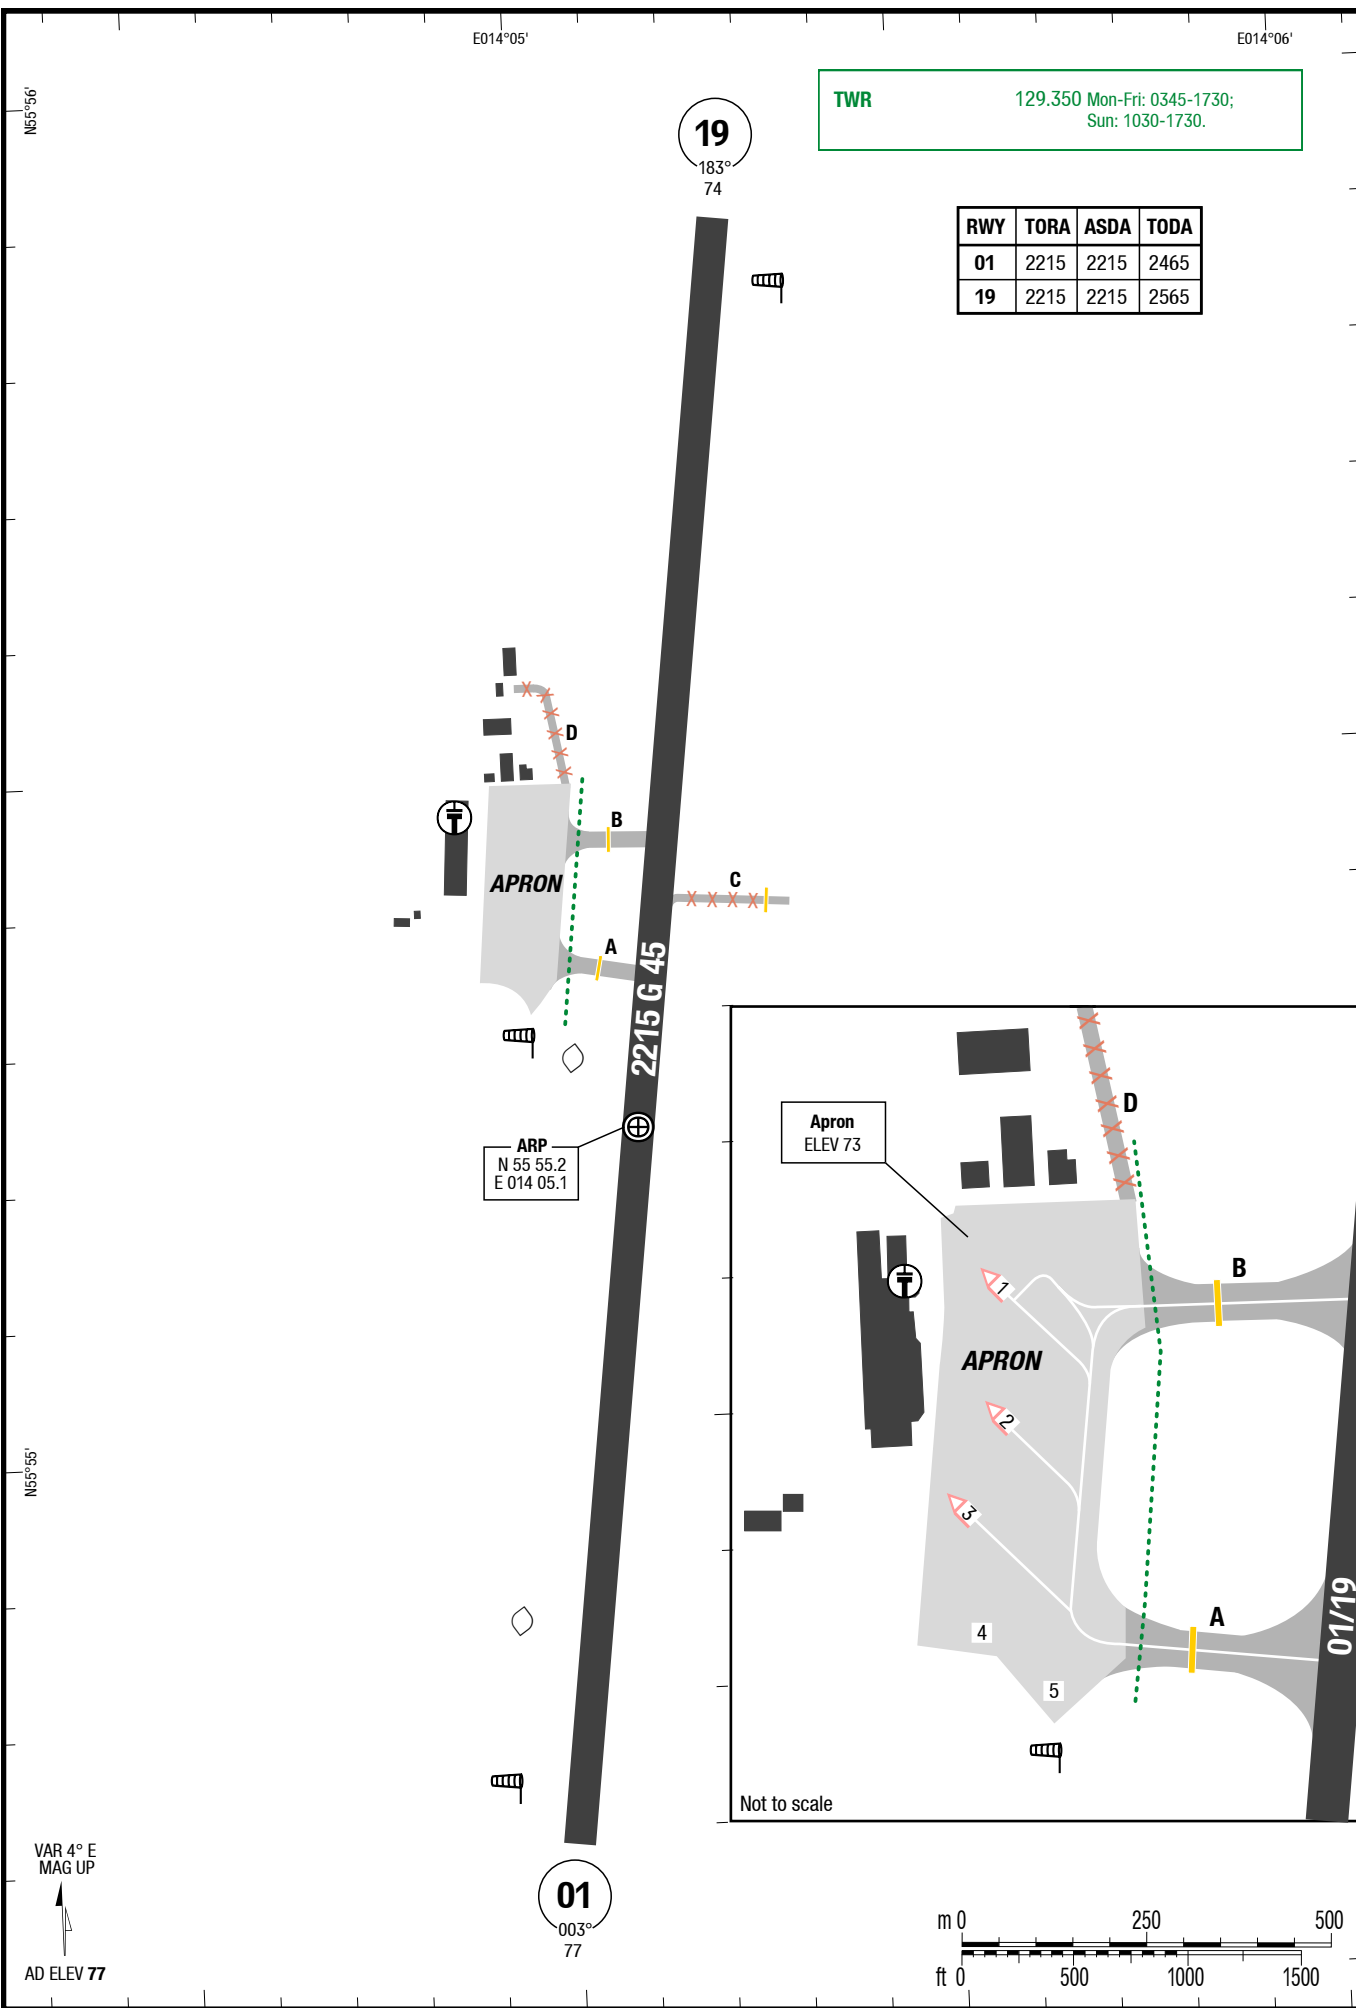 E014°05'
E014°06'
N55°56'
TWR 129.350 Mon-Fri: 0345-1730;
Sun: 1030-1730.
19
183°
74
RWY TORA ASDA TODA
01 2215 2215 2465
19 2215 2215 2565
D
B
APRON
C
A
2215 G 45
ARP
N 55 55.2
E 014 05.1
D
Apron
ELEV 73
B
1
APRON
2
3
A
01/19
4
5
Not to scale
N55°55'
VAR 4° E
MAG UP
AD ELEV 77
01
003°
77
m 0 250 500
ft 0 500 1000 1500